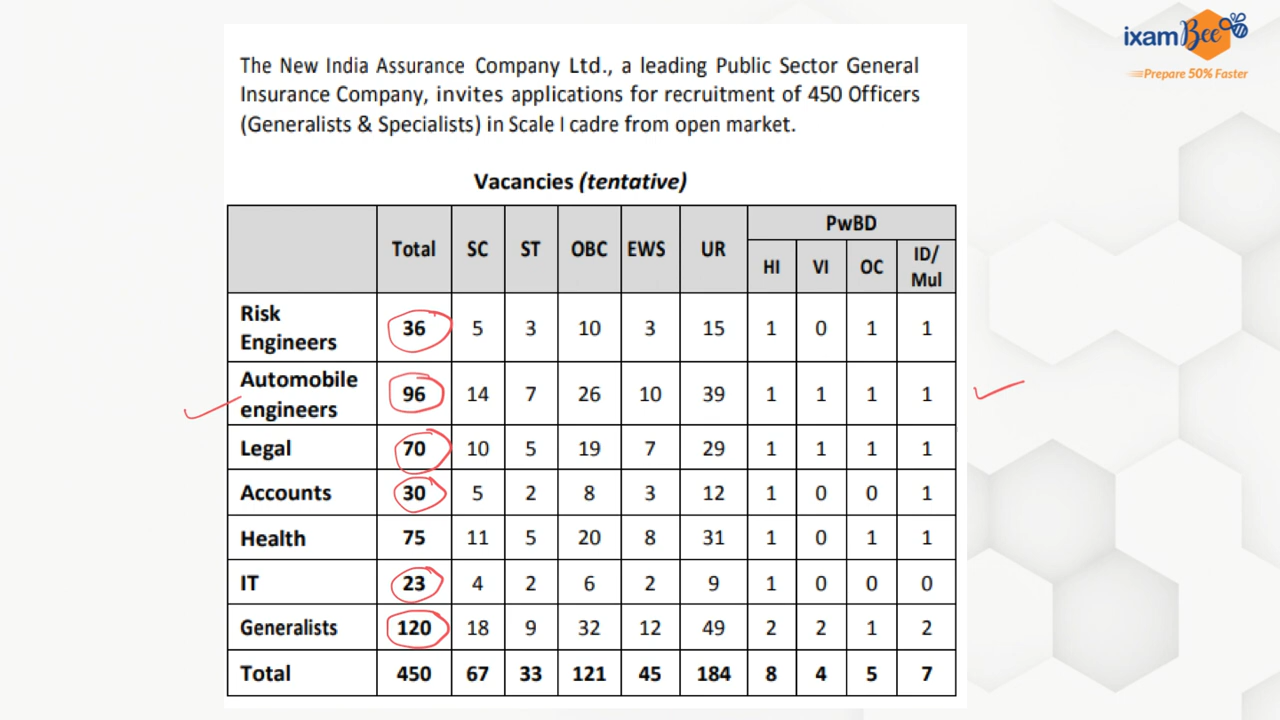 ixamBee
Prepare 50% Faster
The New India Assurance Company Ltd., a leading Public Sector General
Insurance Company, invites applications for recruitment of 450 Officers
(Generalists & Specialists) in Scale I cadre from open market.
Vacancies (tentative)
Total SC ST OBC EWS UR PwBD
HI VI OC ID/
Mul
Risk
Engineers 36 5 3 10 3 15 1 0 1 1
Automobile
engineers 96 14 7 26 10 39 1 1 1 1
Legal 70 10 5 19 7 29 1 1 1 1
Accounts 30 5 2 8 3 12 1 0 0 1
Health 75 11 5 20 8 31 1 0 1 1
IT 23 4 2 6 2 9 1 0 0 0
Generalists 120 18 9 32 12 49 2 2 1 2
Total 450 67 33 121 45 184 8 4 5 7